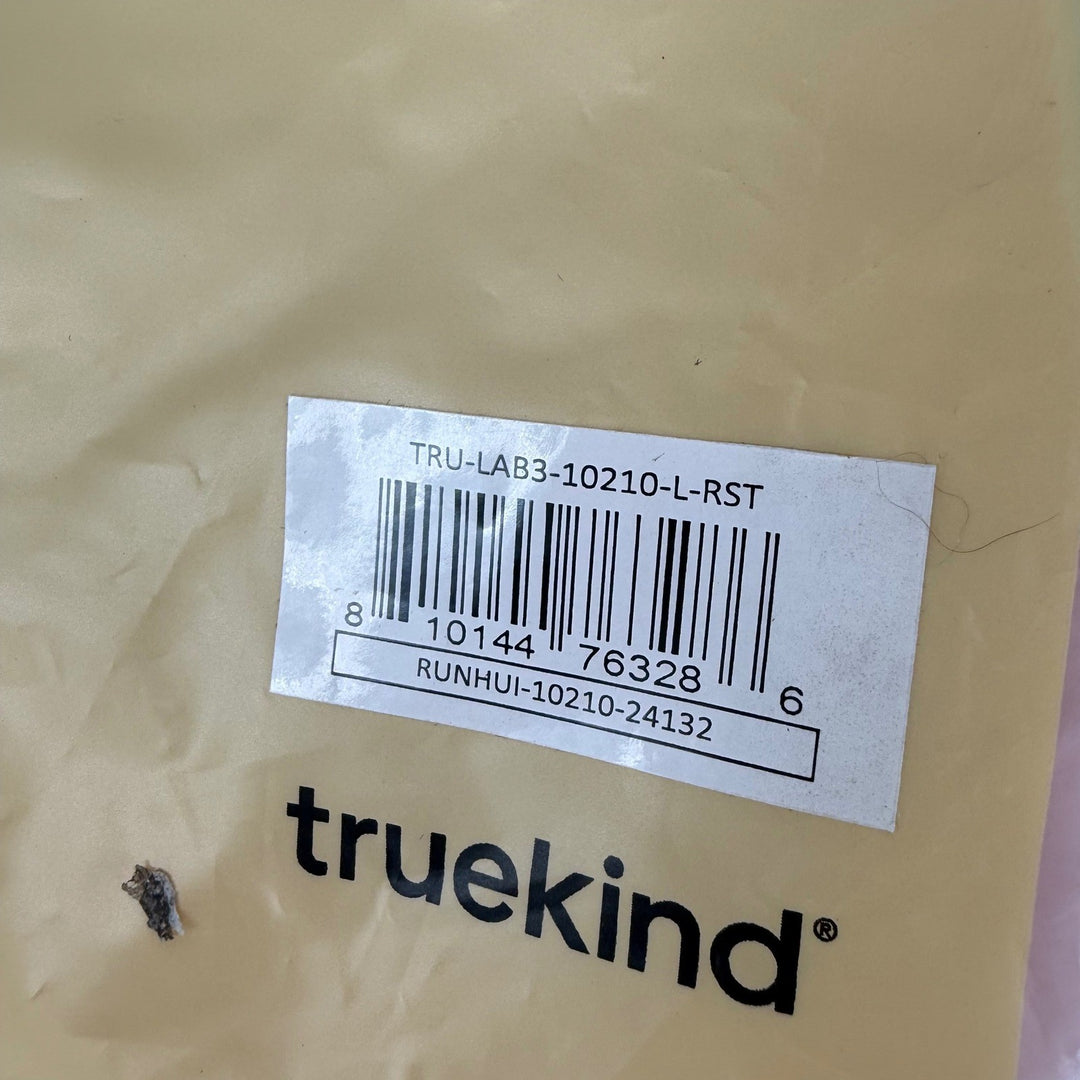 TRU-LAB3-10210-L-RST
8 10144 76328 6
RUNHUI-10210-24132
truekind®